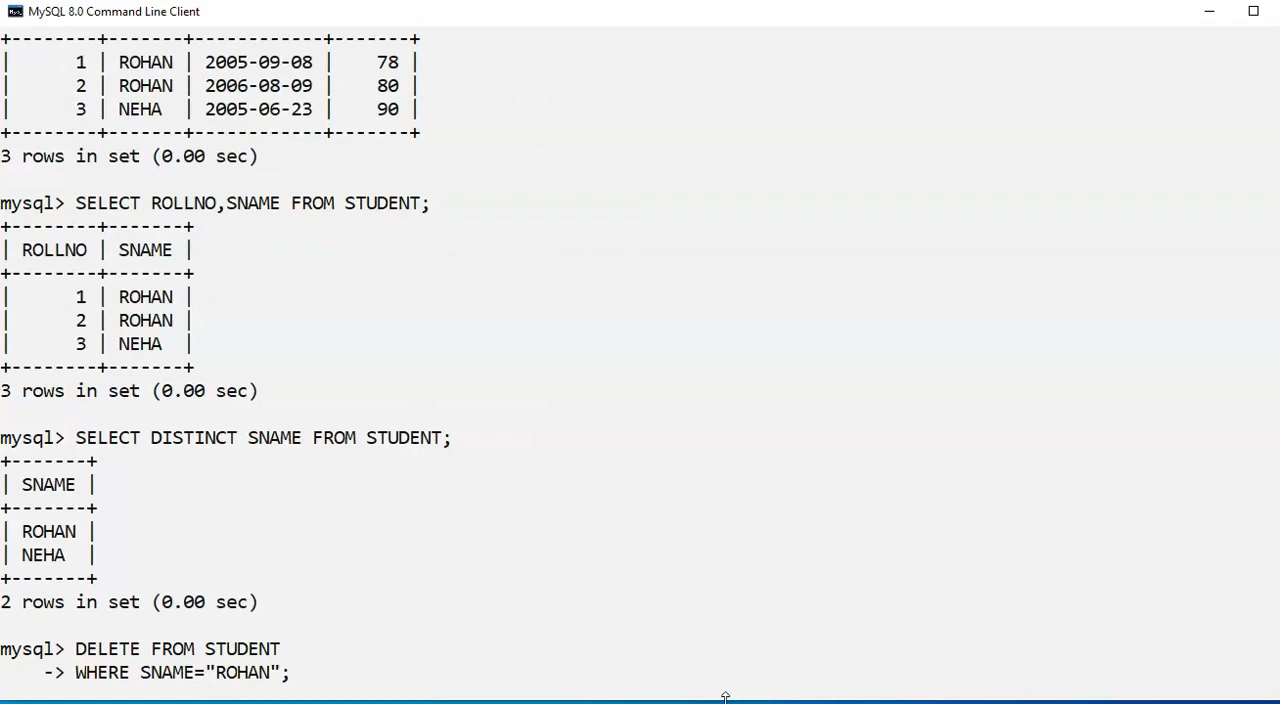 MySQL 8.0 Command Line Client
+--------+-------+------------+-------+
|      1 | ROHAN | 2005-09-08 |    78 |
|      2 | ROHAN | 2006-08-09 |    80 |
|      3 | NEHA  | 2005-06-23 |    90 |
+--------+-------+------------+-------+
3 rows in set (0.00 sec)
mysql> SELECT ROLLNO,SNAME FROM STUDENT;
+--------+-------+
| ROLLNO | SNAME |
+--------+-------+
|      1 | ROHAN |
|      2 | ROHAN |
|      3 | NEHA  |
+--------+-------+
3 rows in set (0.00 sec)
mysql> SELECT DISTINCT SNAME FROM STUDENT;
+-------+
| SNAME |
+-------+
| ROHAN |
| NEHA  |
+-------+
2 rows in set (0.00 sec)
mysql> DELETE FROM STUDENT
    -> WHERE SNAME="ROHAN";